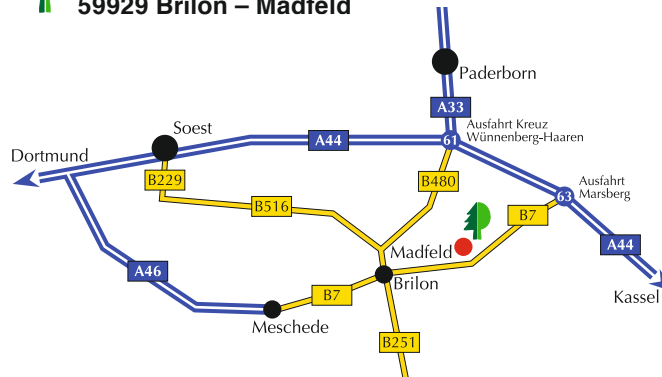 59929 Brilon – Madfeld
Paderborn
A33
Ausfahrt Kreuz
Wünnenberg-Haaren
61
Soest
A44
Dortmund
B229
B480
Ausfahrt
Marsberg
63
B516
B7
Madfeld
A44
A46
Brilon
Kassel
B7
Meschede
B251